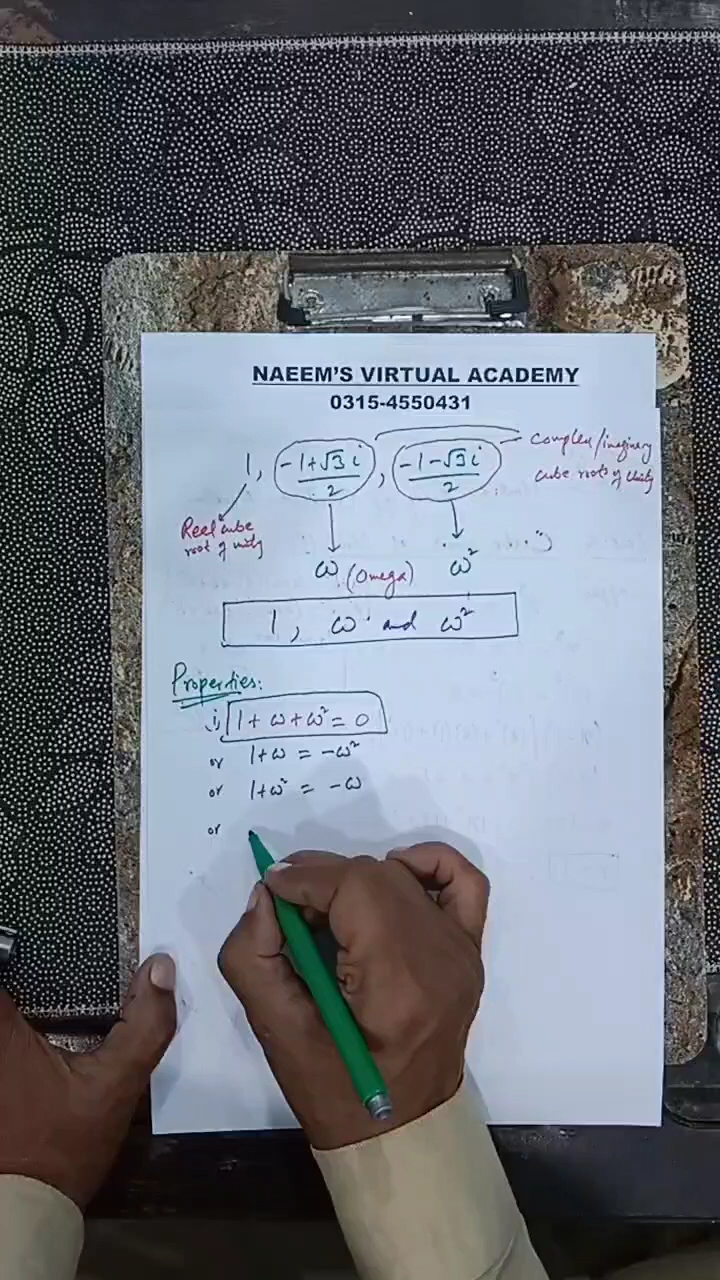 NAEEM'S VIRTUAL ACADEMY
0315-4550431
1, (-1+√3i)/2, (-1-√3i)/2
complex/imaginary
cube roots of Unity
Real cube
root of unity
ω (Omega) ω²
1, ω and ω²
Properties:
i, 1 + ω + ω² = 0
or 1+ω = -ω²
or 1+ω² = -ω
or